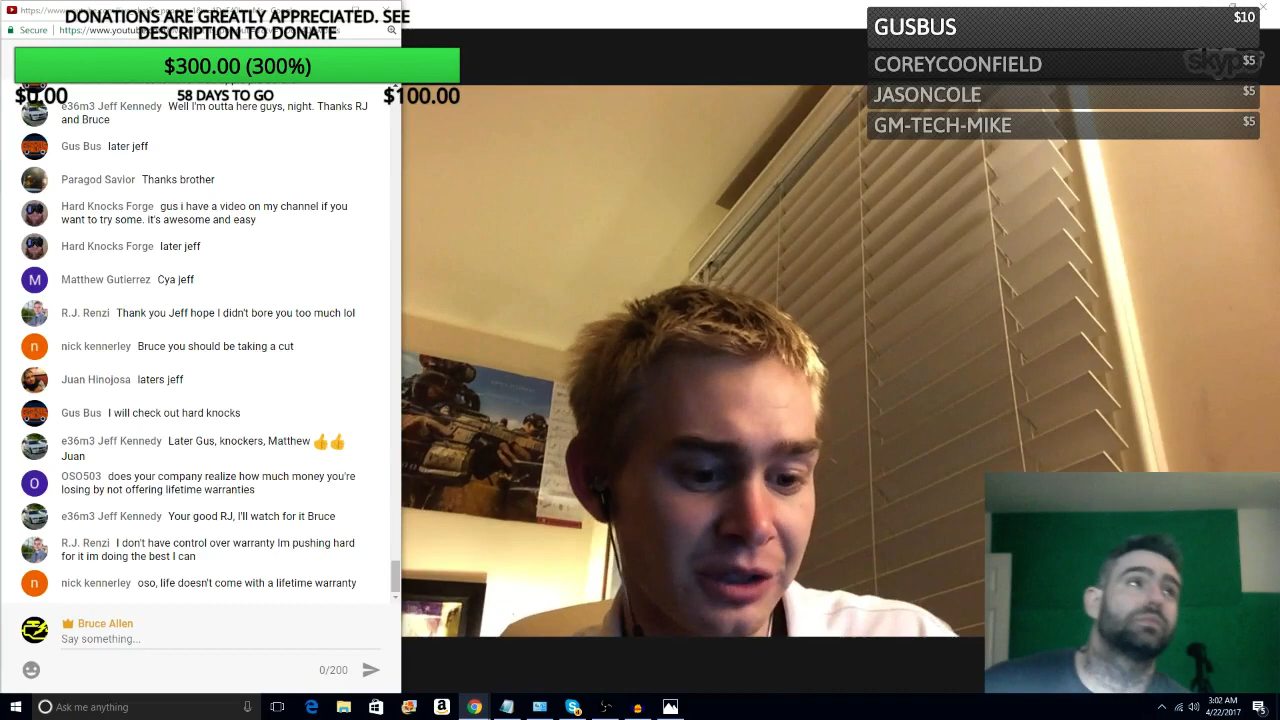 DONATIONS ARE GREATLY APPRECIATED. SEE
DESCRIPTION TO DONATE
Secure
$300.00 (300%)
$0.00
58 DAYS TO GO
$100.00
e36m3 Jeff Kennedy Well I'm outta here guys, night. Thanks RJ
and Bruce
Gus Bus later jeff
Paragod Savior Thanks brother
Hard Knocks Forge gus i have a video on my channel if you
want to try some. it's awesome and easy
Hard Knocks Forge later jeff
M
Matthew Gutierrez Cya jeff
R.J. Renzi Thank you Jeff hope I didn't bore you too much lol
n
nick kennerley Bruce you should be taking a cut
Juan Hinojosa laters jeff
Gus Bus I will check out hard knocks
e36m3 Jeff Kennedy Later Gus, knockers, Matthew 👍👍
Juan
O
OSO503 does your company realize how much money you're
losing by not offering lifetime warranties
e36m3 Jeff Kennedy Your good RJ, I'll watch for it Bruce
R.J. Renzi I don't have control over warranty Im pushing hard
for it im doing the best I can
n
nick kennerley oso, life doesn't come with a lifetime warranty
Bruce Allen
Say something...
0/200
GUSBUS $10
COREYCOONFIELD $5
skype
JASONCOLE $5
GM-TECH-MIKE $5
Ask me anything
3:02 AM
4/22/2017